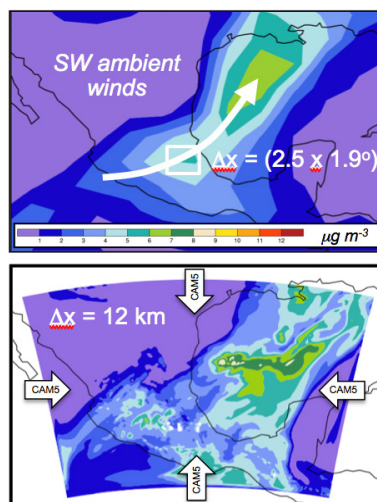 SW ambient
winds
Δx = (2.5 x 1.9º)
1 2 3 4 5 6 7 8 9 10 11 12
μg m⁻³
Δx = 12 km
CAM5
CAM5
CAM5
CAM5